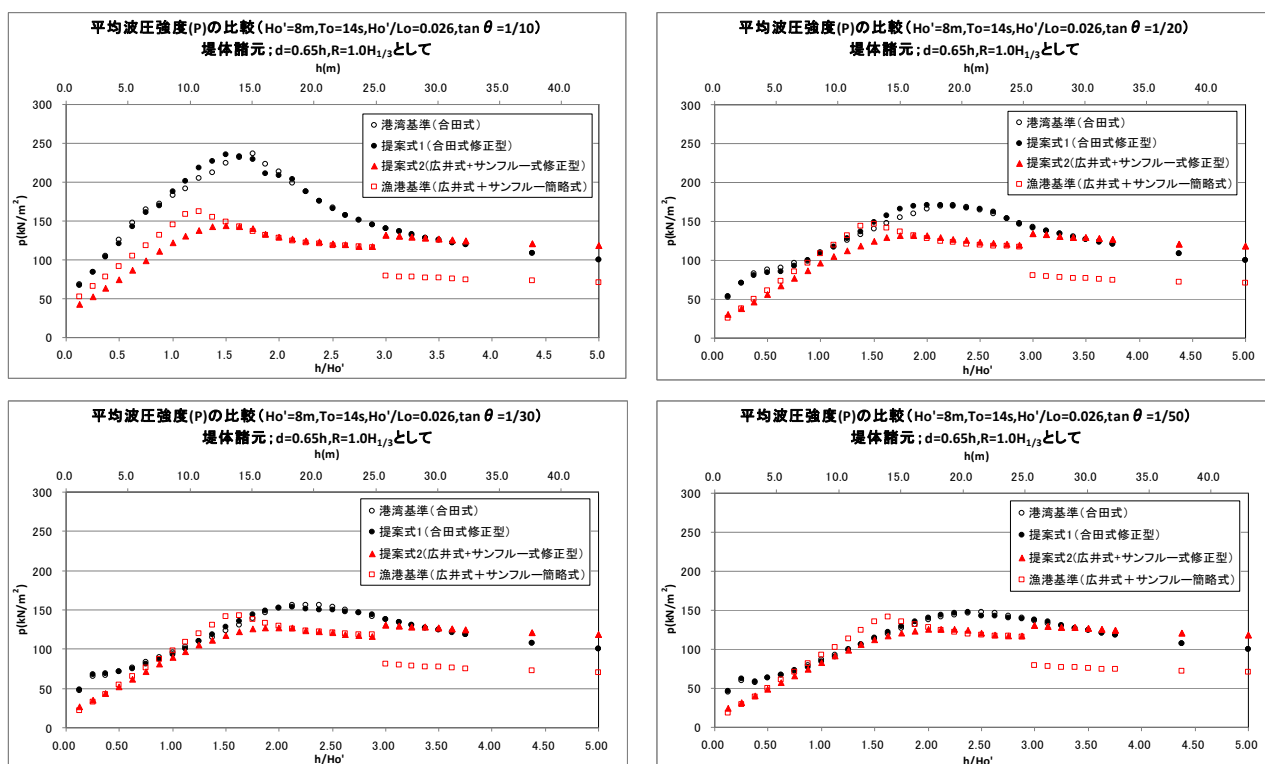 平均波圧強度(P)の比較(Ho'=8m,To=14s,Ho'/Lo=0.026,tanθ=1/10)
堤体諸元;d=0.65h,R=1.0H1/3として
h(m)
0.0 5.0 10.0 15.0 20.0 25.0 30.0 35.0 40.0
300
250
200
150
100
50
0
p(kN/m²)
港湾基準(合田式)
提案式1(合田式修正型)
提案式2(広井式+サンフルー式修正型)
漁港基準(広井式+サンフルー簡略式)
0.0 0.5 1.0 1.5 2.0 2.5 3.0 3.5 4.0 4.5 5.0
h/Ho'
平均波圧強度(P)の比較(Ho'=8m,To=14s,Ho'/Lo=0.026,tanθ=1/20)
堤体諸元;d=0.65h,R=1.0H1/3として
h(m)
0.0 5.0 10.0 15.0 20.0 25.0 30.0 35.0 40.0
300
250
200
150
100
50
0
p(kN/m²)
港湾基準(合田式)
提案式1(合田式修正型)
提案式2(広井式+サンフルー式修正型)
漁港基準(広井式+サンフルー簡略式)
0.00 0.50 1.00 1.50 2.00 2.50 3.00 3.50 4.00 4.50 5.00
h/Ho'
平均波圧強度(P)の比較(Ho'=8m,To=14s,Ho'/Lo=0.026,tanθ=1/30)
堤体諸元;d=0.65h,R=1.0H1/3として
h(m)
0.0 5.0 10.0 15.0 20.0 25.0 30.0 35.0 40.0
300
250
200
150
100
50
0
p(kN/m²)
港湾基準(合田式)
提案式1(合田式修正型)
提案式2(広井式+サンフルー式修正型)
漁港基準(広井式+サンフルー簡略式)
0.00 0.50 1.00 1.50 2.00 2.50 3.00 3.50 4.00 4.50 5.00
h/Ho'
平均波圧強度(P)の比較(Ho'=8m,To=14s,Ho'/Lo=0.026,tanθ=1/50)
堤体諸元;d=0.65h,R=1.0H1/3として
h(m)
0.0 5.0 10.0 15.0 20.0 25.0 30.0 35.0 40.0
300
250
200
150
100
50
0
p(kN/m²)
港湾基準(合田式)
提案式1(合田式修正型)
提案式2(広井式+サンフルー式修正型)
漁港基準(広井式+サンフルー簡略式)
0.00 0.50 1.00 1.50 2.00 2.50 3.00 3.50 4.00 4.50 5.00
h/Ho'